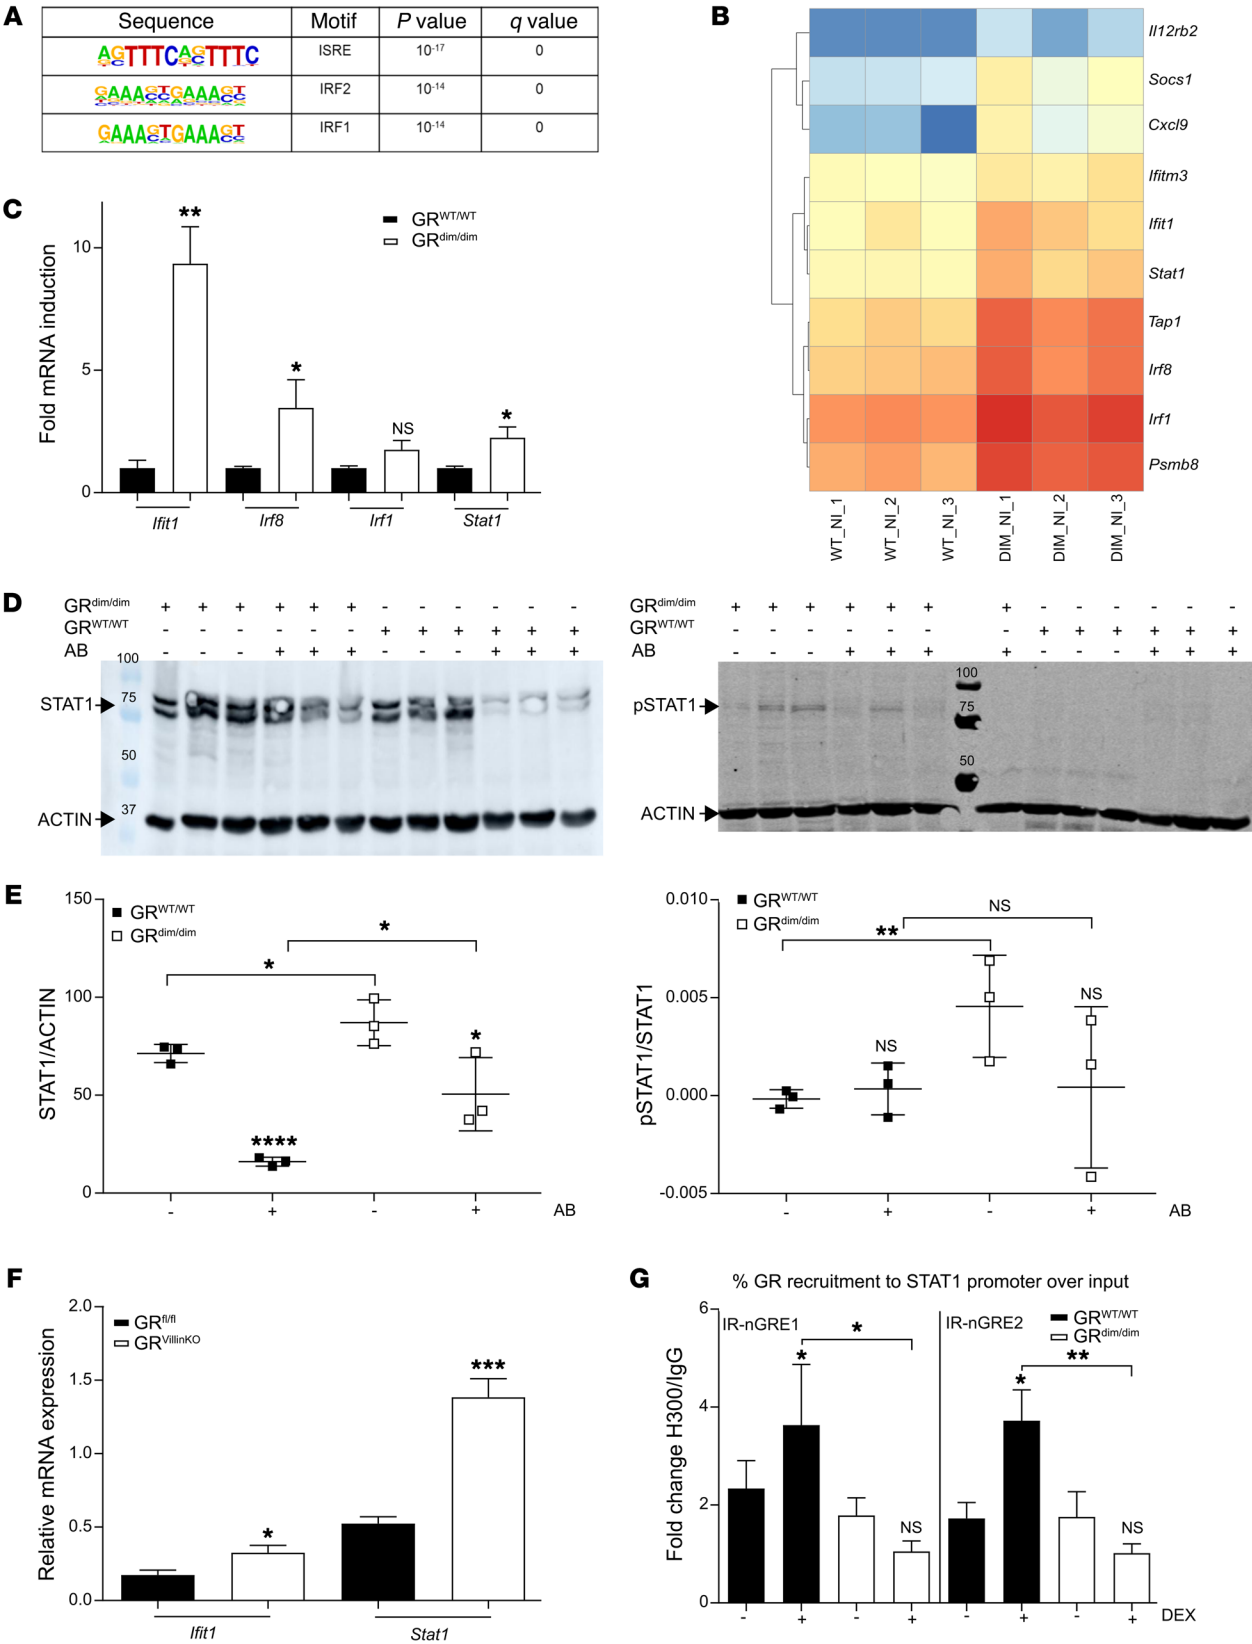 A
Sequence Motif P value q value
AGTTTCAGTTTC ISRE 10-17 0
GAAAGTGAAAGT IRF2 10-14 0
GAAAGTGAAAGT IRF1 10-14 0
B
Il12rb2
Socs1
Cxcl9
Ifitm3
Ifit1
Stat1
Tap1
Irf8
Irf1
Psmb8
WT_NI_1 WT_NI_2 WT_NI_3 DIM_NI_1 DIM_NI_2 DIM_NI_3
C
Fold mRNA induction
10
5
0
GRWT/WT
GRdim/dim
** * NS *
Ifit1 Irf8 Irf1 Stat1
D
GRdim/dim + + + + + + - - - - - -
GRWT/WT - - - - - - + + + + + +
AB - - - + + + - - - + + +
100
STAT1 75
50
ACTIN 37
GRdim/dim + + + + + + + - - - - - -
GRWT/WT - - - - - - - + + + + + +
AB - - - + + + + - - - + + +
100
pSTAT1 75
50
ACTIN
E
STAT1/ACTIN
150
100
50
0
GRWT/WT
GRdim/dim
*
*
*
****
- + - + AB
pSTAT1/STAT1
0.010
0.005
0.000
-0.005
GRWT/WT
GRdim/dim
NS
**
NS
NS
- + - + AB
F
Relative mRNA expression
2.0
1.5
1.0
0.5
0.0
GRfl/fl
GRVillinKO
***
*
Ifit1 Stat1
G
% GR recruitment to STAT1 promoter over input
Fold change H300/IgG
6
4
2
0
IR-nGRE1 IR-nGRE2
GRWT/WT
GRdim/dim
* **
* *
NS NS
- + - + - + - + DEX